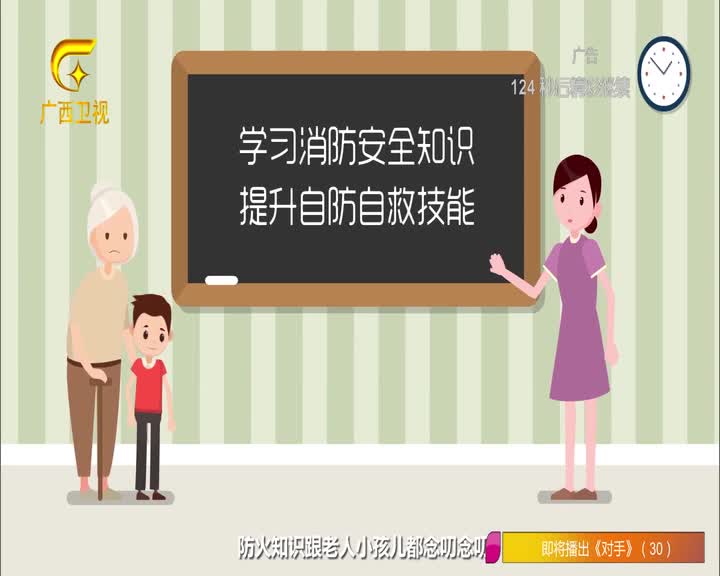 广西卫视
广告
124 秒后精彩继续
学习消防安全知识
提升自防自救技能
防火知识跟老人小孩儿都念叨念叨
即将播出《对手》（30）